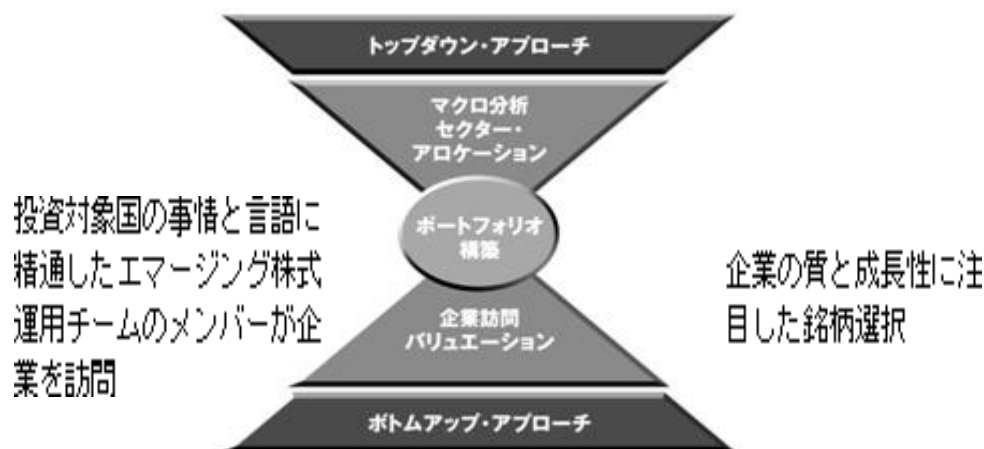 トップダウン・アプローチ
マクロ分析
セクター・
アロケーション
ポートフォリオ
構築
投資対象国の事情と言語に
精通したエマージング株式
運用チームのメンバーが企
業を訪問
企業の質と成長性に注
目した銘柄選択
企業訪問
バリュエーション
ボトムアップ・アプローチ